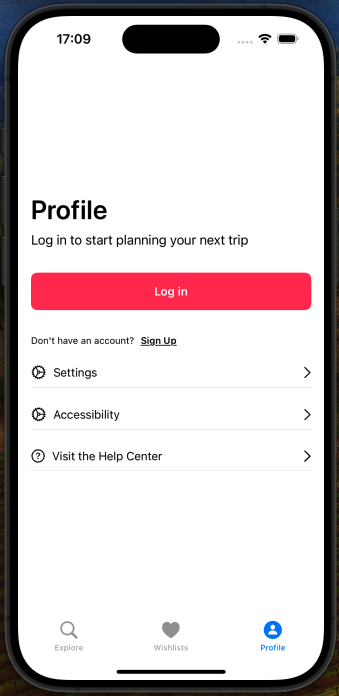 17:09
Profile
Log in to start planning your next trip
Log in
Don't have an account? Sign Up
Settings
Accessibility
Visit the Help Center
Explore
Wishlists
Profile